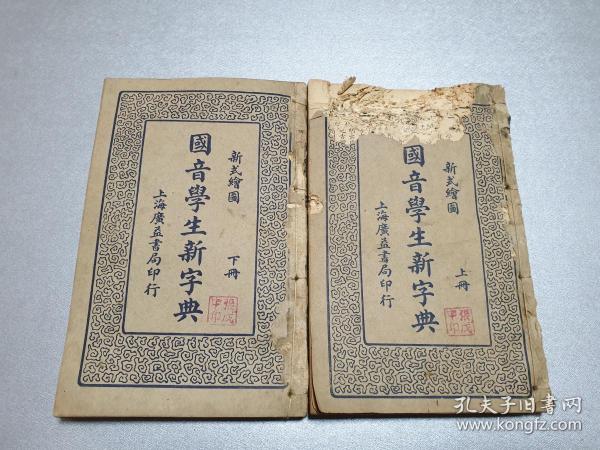 新式繪圖
國音學生新字典
下冊
上海廣益書局印行
新式繪圖
國音學生新字典
上冊
上海廣益書局印行
孔夫子旧书网
www.kongfz.com